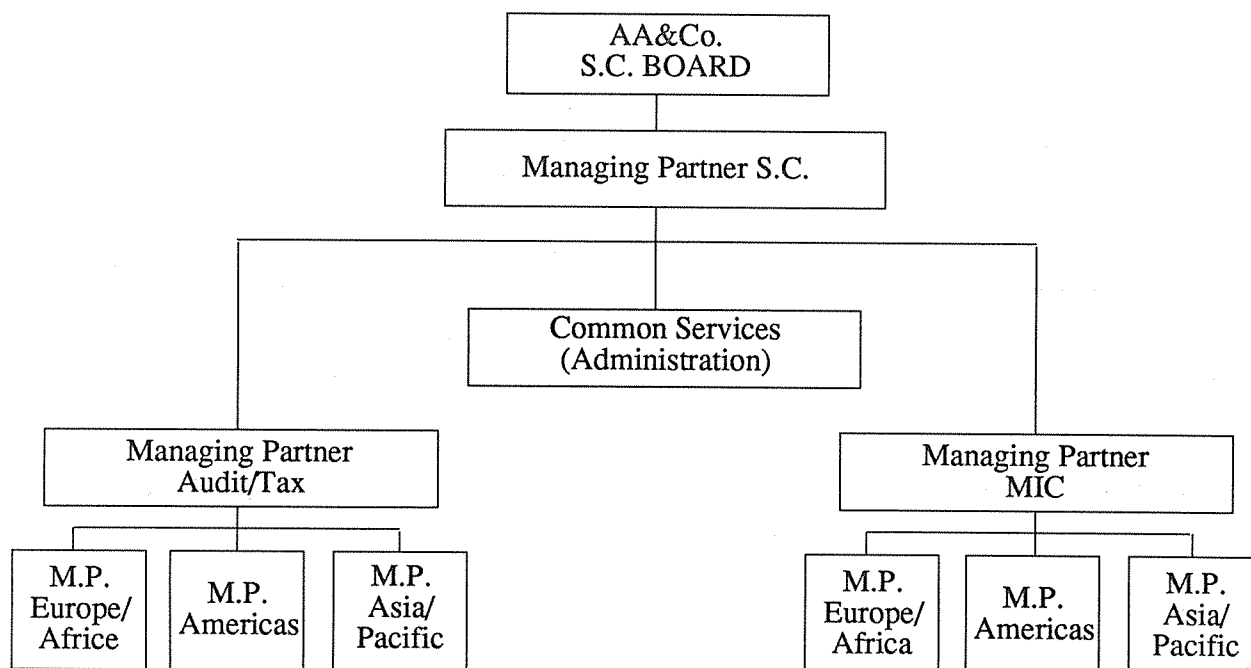 AA&Co.
S.C. BOARD
Managing Partner S.C.
Common Services
(Administration)
Managing Partner
Audit/Tax
Managing Partner
MIC
M.P.
Europe/
Africe
M.P.
Americas
M.P.
Asia/
Pacific
M.P.
Europe/
Africa
M.P.
Americas
M.P.
Asia/
Pacific